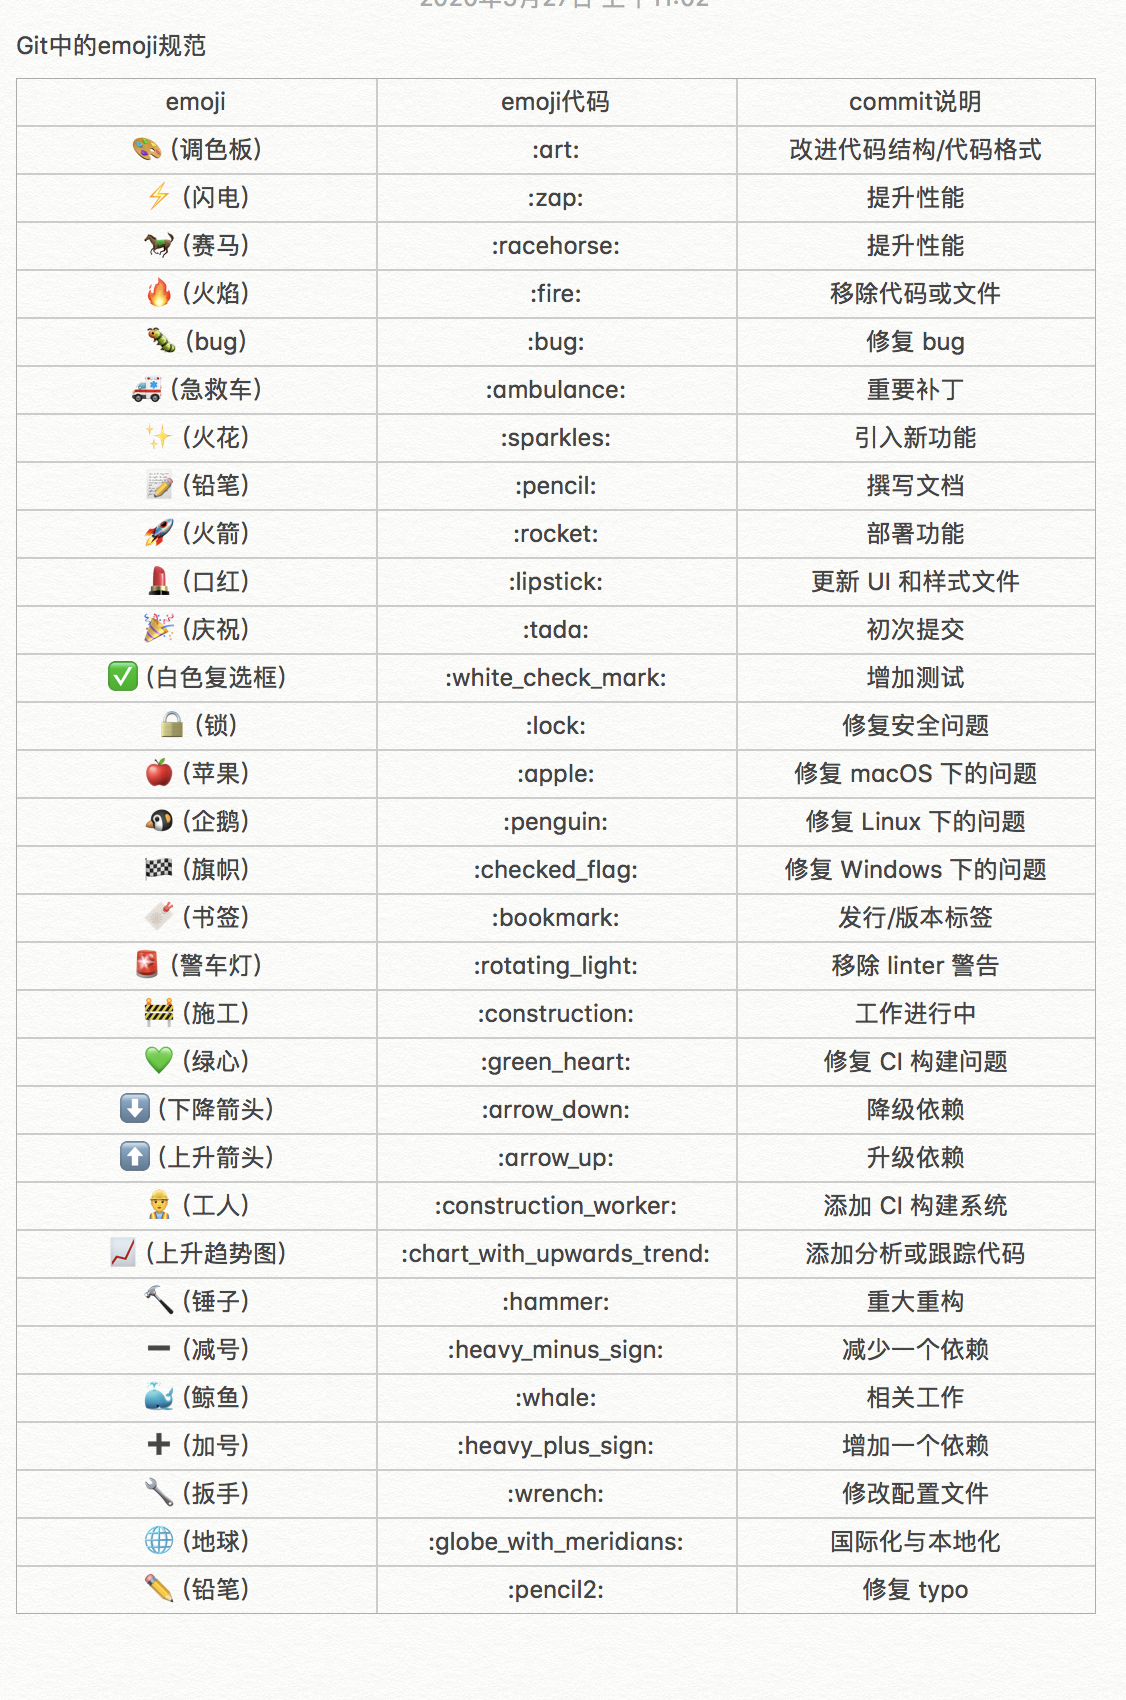 2020年3月27日 上午11:02
Git中的emoji规范
emoji emoji代码 commit说明
🎨 (调色板) :art: 改进代码结构/代码格式
⚡️ (闪电) :zap: 提升性能
🐎 (赛马) :racehorse: 提升性能
🔥 (火焰) :fire: 移除代码或文件
🐛 (bug) :bug: 修复 bug
🚑 (急救车) :ambulance: 重要补丁
✨ (火花) :sparkles: 引入新功能
📝 (铅笔) :pencil: 撰写文档
🚀 (火箭) :rocket: 部署功能
💄 (口红) :lipstick: 更新 UI 和样式文件
🎉 (庆祝) :tada: 初次提交
✅ (白色复选框) :white_check_mark: 增加测试
🔒 (锁) :lock: 修复安全问题
🍎 (苹果) :apple: 修复 macOS 下的问题
🐧 (企鹅) :penguin: 修复 Linux 下的问题
🏁 (旗帜) :checked_flag: 修复 Windows 下的问题
🔖 (书签) :bookmark: 发行/版本标签
🚨 (警车灯) :rotating_light: 移除 linter 警告
🚧 (施工) :construction: 工作进行中
💚 (绿心) :green_heart: 修复 CI 构建问题
⬇️ (下降箭头) :arrow_down: 降级依赖
⬆️ (上升箭头) :arrow_up: 升级依赖
👷 (工人) :construction_worker: 添加 CI 构建系统
📈 (上升趋势图) :chart_with_upwards_trend: 添加分析或跟踪代码
🔨 (锤子) :hammer: 重大重构
➖ (减号) :heavy_minus_sign: 减少一个依赖
🐳 (鲸鱼) :whale: 相关工作
➕ (加号) :heavy_plus_sign: 增加一个依赖
🔧 (扳手) :wrench: 修改配置文件
🌐 (地球) :globe_with_meridians: 国际化与本地化
✏️ (铅笔) :pencil2: 修复 typo